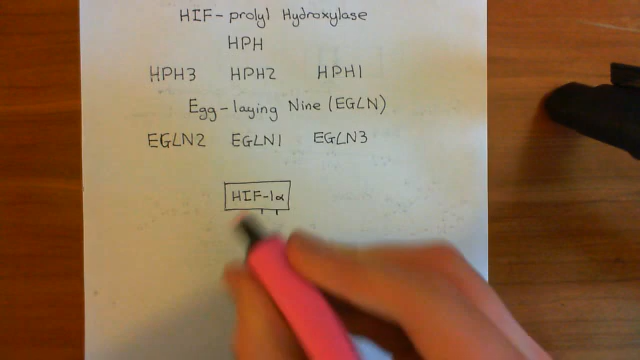 HIF-prolyl Hydroxylase
HPH
HPH3 HPH2 HPH1
Egg-laying Nine (EGLN)
EGLN2 EGLN1 EGLN3
HIF-1α